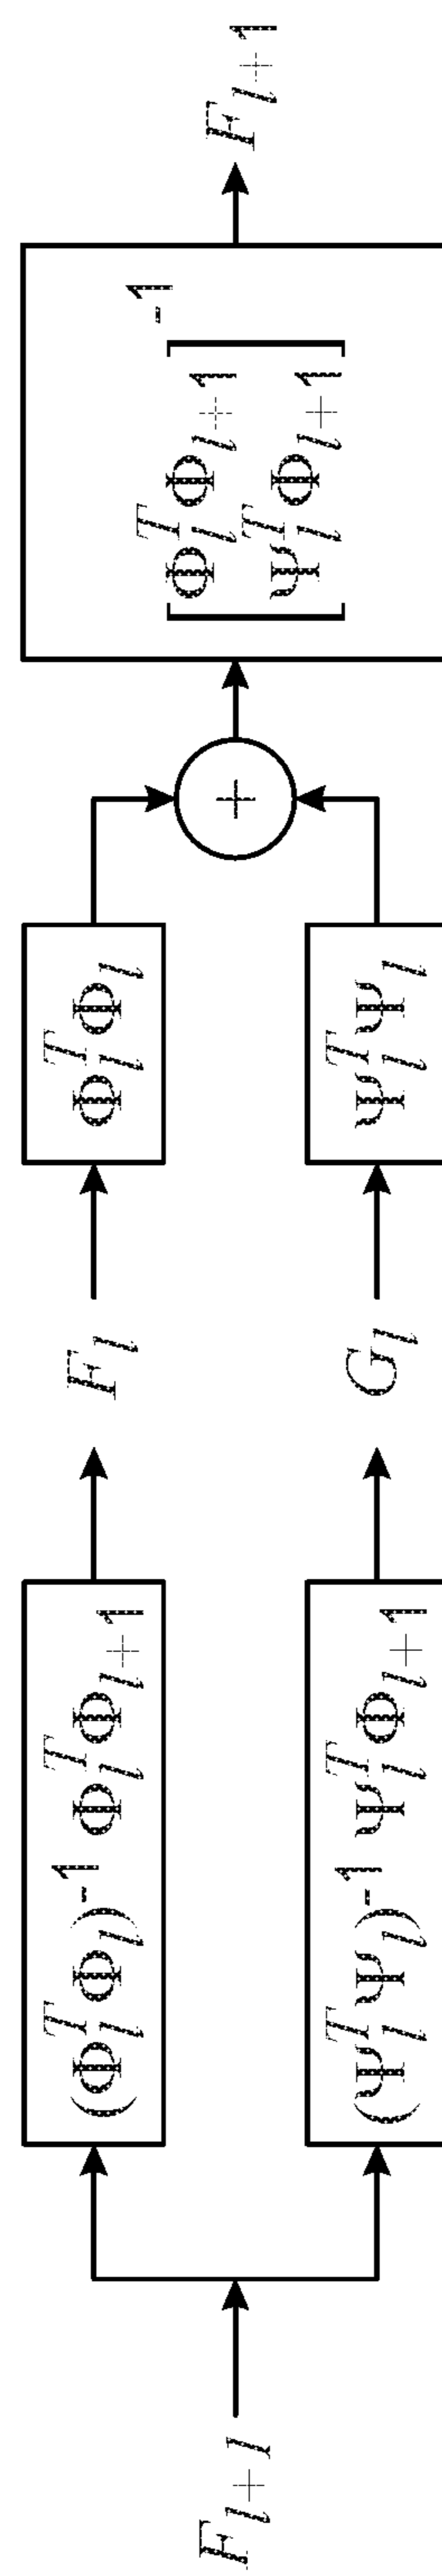 F_{l+1}
(Φ_l^T Φ_l)^{-1} Φ_l^T Φ_{l+1}
F_l
Φ_l^T Φ_l
(Ψ_l^T Ψ_l)^{-1} Ψ_l^T Φ_{l+1}
G_l
Ψ_l^T Ψ_l
+
[Φ_l^T Φ_{l+1}
Ψ_l^T Φ_{l+1}]^{-1}
F_{l+1}